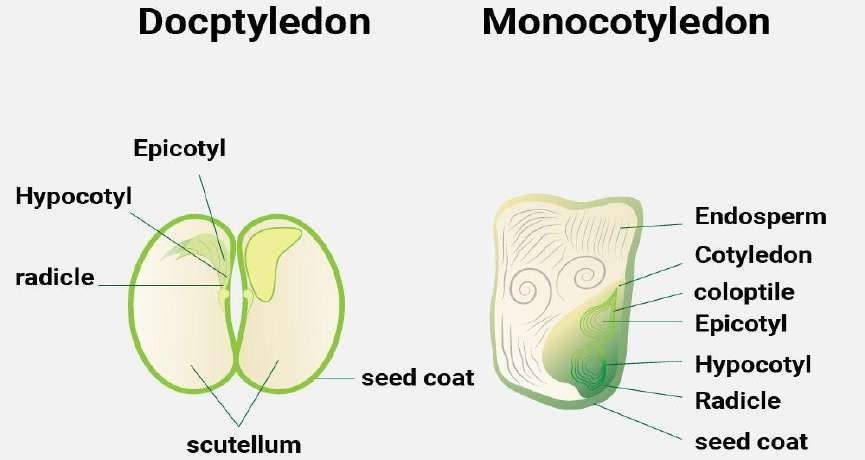 Docptyledon
Monocotyledon
Epicotyl
Hypocotyl
radicle
seed coat
scutellum
Endosperm
Cotyledon
coloptile
Epicotyl
Hypocotyl
Radicle
seed coat